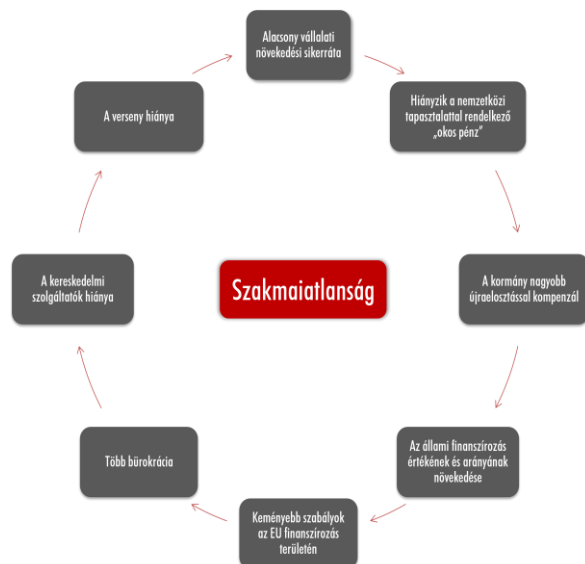 Alacsony vállalati
növekedési sikerráta
Hiányzik a nemzetközi
tapasztalattal rendelkező
„okos pénz”
A kormány nagyobb
újraelosztással kompenzál
Az állami finanszírozás
értékének és arányának
növekedése
Keményebb szabályok
az EU finanszírozás
területén
Több bürokrácia
A kereskedelmi
szolgáltatók hiánya
A verseny hiánya
Szakmaiatlanság